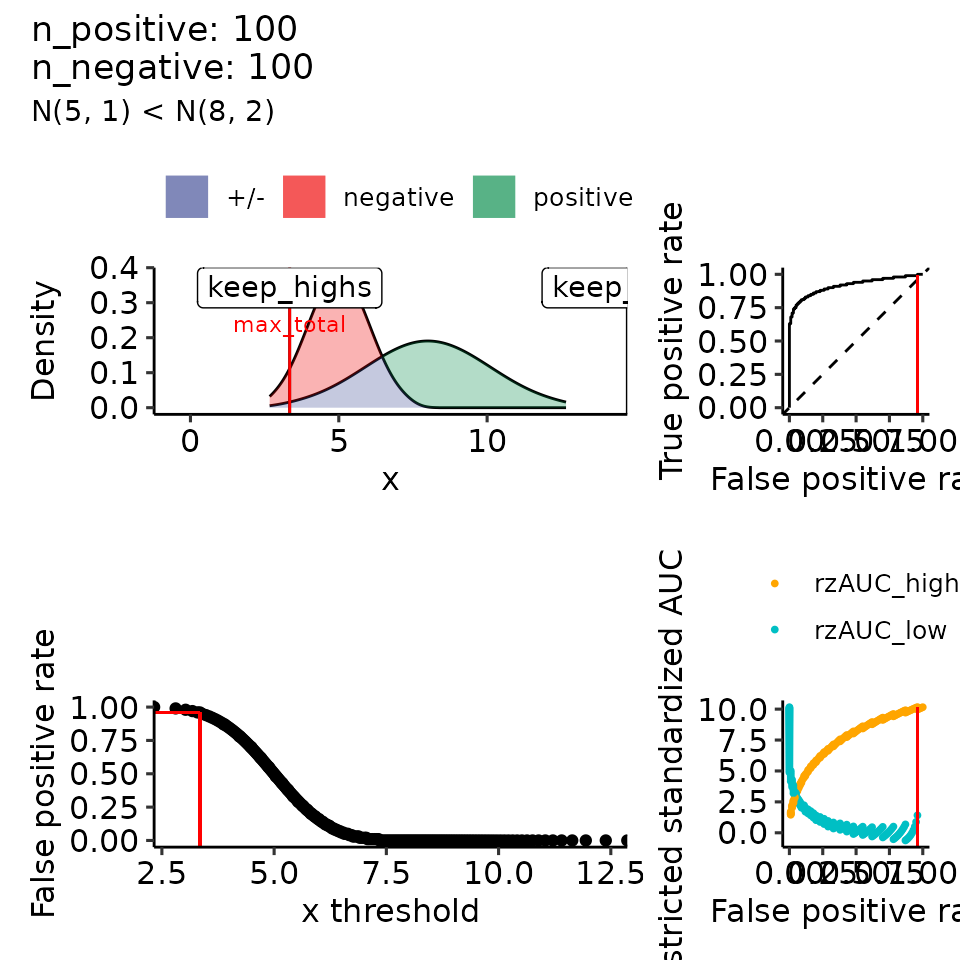 n_positive: 100
n_negative: 100
N(5, 1) < N(8, 2)
+/- negative positive
Density
0.4
0.3
0.2
0.1
0.0
keep_highs
keep_
max_total
0 5 10
x
True positive rate
1.00
0.75
0.50
0.25
0.00
False positive ra
False positive rate
1.00
0.75
0.50
0.25
0.00
2.5 5.0 7.5 10.0 12.5
x threshold
rzAUC_high
rzAUC_low
stricted standardized AUC
10.0
7.5
5.0
2.5
0.0
False positive ra